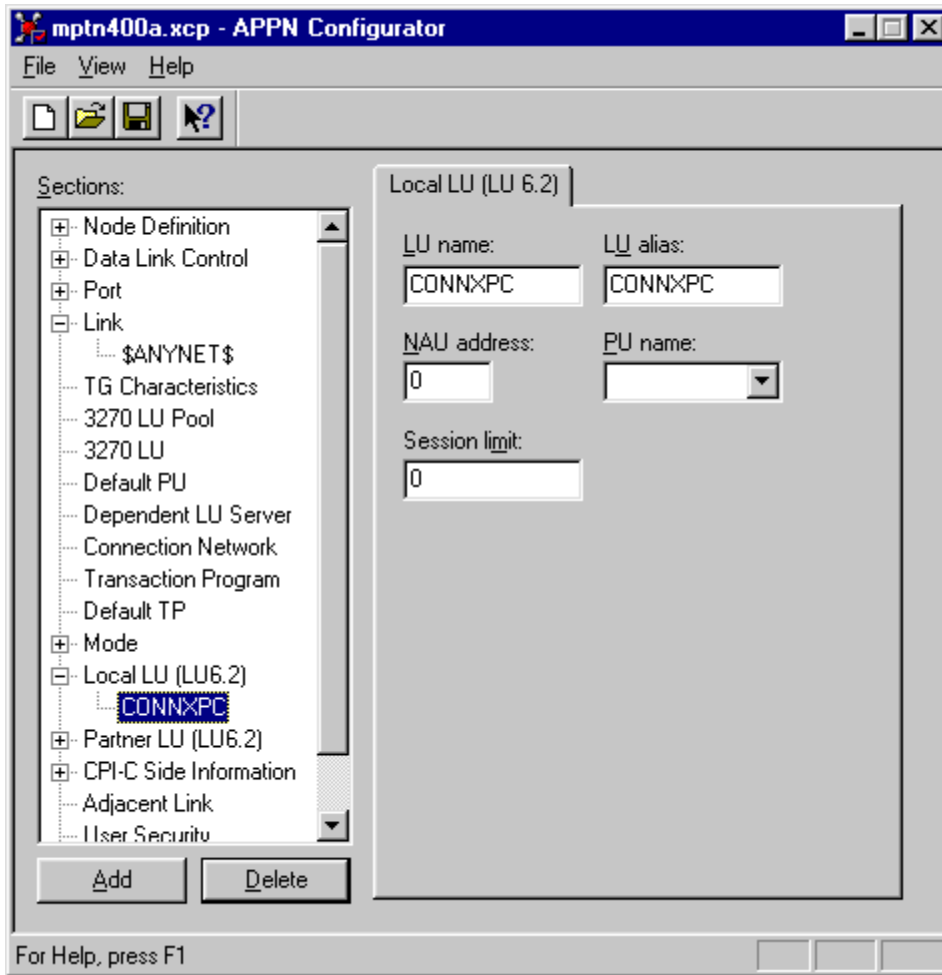 mptn400a.xcp - APPN Configurator
File View Help
Sections:
Node Definition
Data Link Control
Port
Link
$ANYNET$
TG Characteristics
3270 LU Pool
3270 LU
Default PU
Dependent LU Server
Connection Network
Transaction Program
Default TP
Mode
Local LU (LU6.2)
CONNXPC
Partner LU (LU6.2)
CPI-C Side Information
Adjacent Link
User Security
Add Delete
Local LU (LU 6.2)
LU name: LU alias:
CONNXPC CONNXPC
NAU address: PU name:
0
Session limit:
0
For Help, press F1